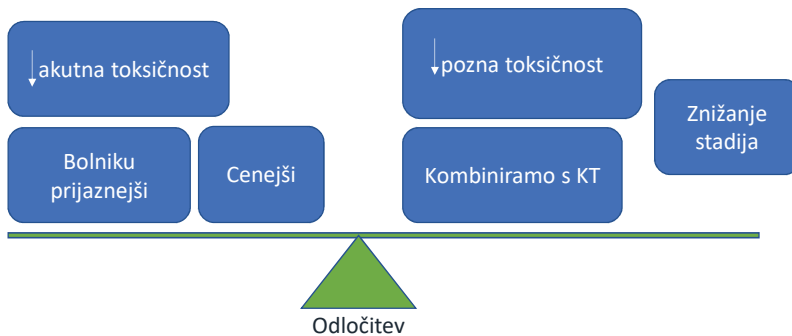 ↓akutna toksičnost
↓pozna toksičnost
Znižanje
stadija
Bolniku
prijaznejši
Cenejši
Kombiniramo s KT
Odločitev